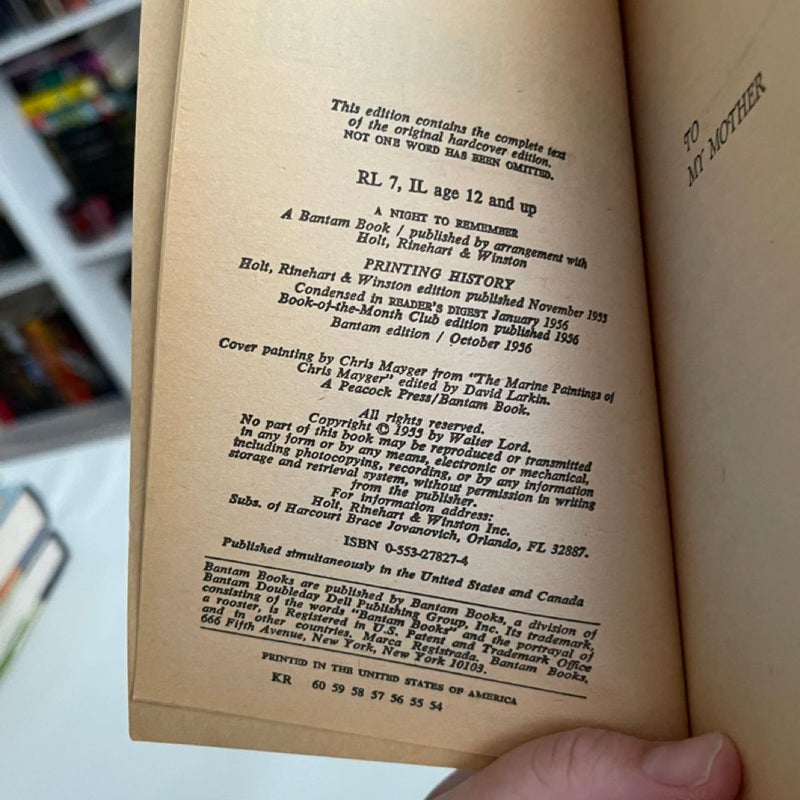 This edition contains the complete text
of the original hardcover edition.
NOT ONE WORD HAS BEEN OMITTED.
RL 7, IL age 12 and up
A NIGHT TO REMEMBER
A Bantam Book / published by arrangement with
Holt, Rinehart & Winston
PRINTING HISTORY
Holt, Rinehart & Winston edition published November 1955
Condensed in READER'S DIGEST January 1956
Book-of-the-Month Club edition published 1956
Bantam edition / October 1956
Cover painting by Chris Mayger from "The Marine Paintings of
Chris Mayger" edited by David Larkin.
A Peacock Press/Bantam Book.
All rights reserved.
Copyright © 1955 by Walter Lord.
No part of this book may be reproduced or transmitted
in any form or by any means, electronic or mechanical,
including photocopying, recording, or by any information
storage and retrieval system, without permission in writing
from the publisher.
For information address:
Holt, Rinehart & Winston Inc.
Subs. of Harcourt Brace Jovanovich, Orlando, FL 32887.
ISBN 0-553-27827-4
Published simultaneously in the United States and Canada
Bantam Books are published by Bantam Books, a division of
Bantam Doubleday Dell Publishing Group, Inc. Its trademark,
consisting of the words "Bantam Books" and the portrayal of
a rooster, is Registered in U.S. Patent and Trademark Office
and in other countries. Marca Registrada. Bantam Books,
666 Fifth Avenue, New York, New York 10103.
PRINTED IN THE UNITED STATES OF AMERICA
KR 60 59 58 57 56 55 54
TO
MY MOTHER